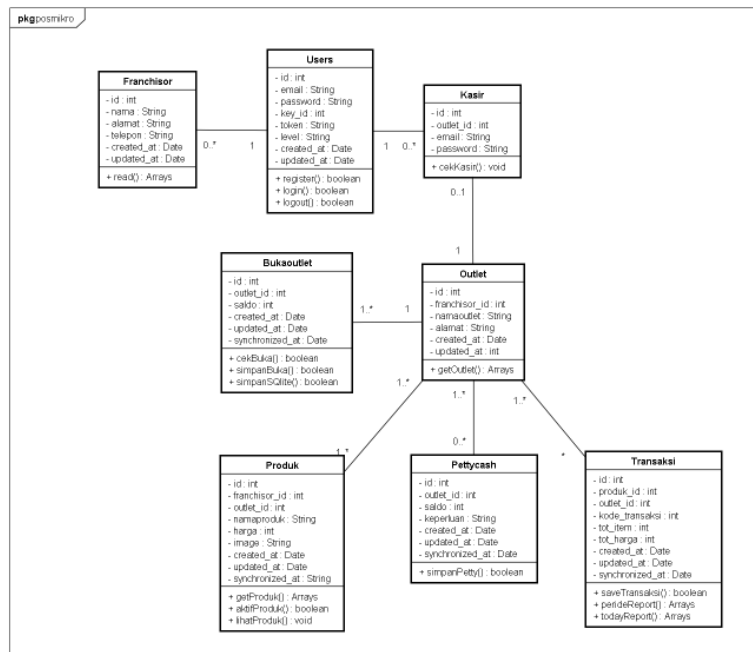 pkg posmikro
Franchisor
- id : int
- nama : String
- alamat : String
- telepon : String
- created_at : Date
- updated_at : Date
+ read() : Arrays
0..*
1
Users
- id : int
- email : String
- password : String
- key_id : int
- token : String
- level : String
- created_at : Date
- updated_at : Date
+ register() : boolean
+ login() : boolean
+ logout() : boolean
1
0..*
Kasir
- id : int
- outlet_id : int
- email : String
- password : String
+ cekKasir() : void
0..1
1
Bukaoutlet
- id : int
- outlet_id : int
- saldo : int
- created_at : Date
- updated_at : Date
- synchronized_at : Date
+ cekBuka() : boolean
+ simpanBuka() : boolean
+ simpanSQlite() : boolean
1..*
1
Outlet
- id : int
- franchisor_id : int
- namaoutlet : String
- alamat : String
- created_at : Date
- updated_at : int
+ getOutlet() : Arrays
1..*
1..*
1..*
1..*
0..*
*
Produk
- id : int
- franchisor_id : int
- outlet_id : int
- namaproduk : String
- harga : int
- image : String
- created_at : Date
- updated_at : Date
- synchronized_at : String
+ getProduk() : Arrays
+ aktifProduk() : boolean
+ lihatProduk() : void
Pettycash
- id : int
- outlet_id : int
- saldo : int
- keperluan : String
- created_at : Date
- updated_at : Date
- synchronized_at : Date
+ simpanPetty() : boolean
Transaksi
- id : int
- produk_id : int
- outlet_id : int
- kode_transaksi : int
- tot_item : int
- tot_harga : int
- created_at : Date
- updated_at : Date
- synchronized_at : Date
+ saveTransaksi() : boolean
+ perideReport() : Arrays
+ todayReport() : Arrays